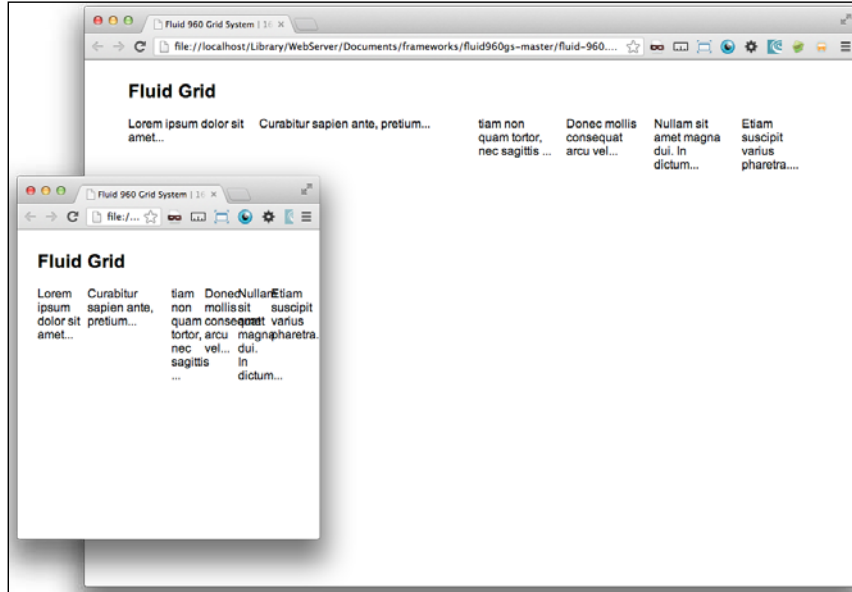 Fluid 960 Grid System | 16
file://localhost/Library/WebServer/Documents/frameworks/fluid960gs-master/fluid-960....
Fluid Grid
Lorem ipsum dolor sit
amet...
Curabitur sapien ante, pretium...
tiam non
quam tortor,
nec sagittis ...
Donec mollis
consequat
arcu vel...
Nullam sit
amet magna
dui. In
dictum...
Etiam
suscipit
varius
pharetra....
Fluid 960 Grid System | 16
file:/...
Fluid Grid
Lorem
ipsum
dolor sit
amet...
Curabitur
sapien ante,
pretium...
tiam
non
quam
tortor,
nec
sagittis
...
Donec
mollis
consequat
arcu
vel...
Nullam
sit
amet
magna
dui.
In
dictum...
Etiam
suscipit
varius
pharetra.